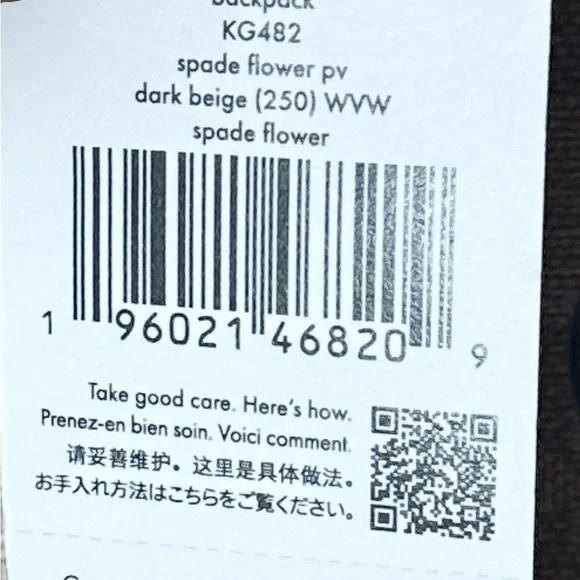 backpack
KG482
spade flower pv
dark beige (250) WVW
spade flower
1 96021 46820 9
Take good care. Here's how.
Prenez-en bien soin. Voici comment.
请妥善维护。这里是具体做法。
お手入れ方法はこちらをご覧ください。